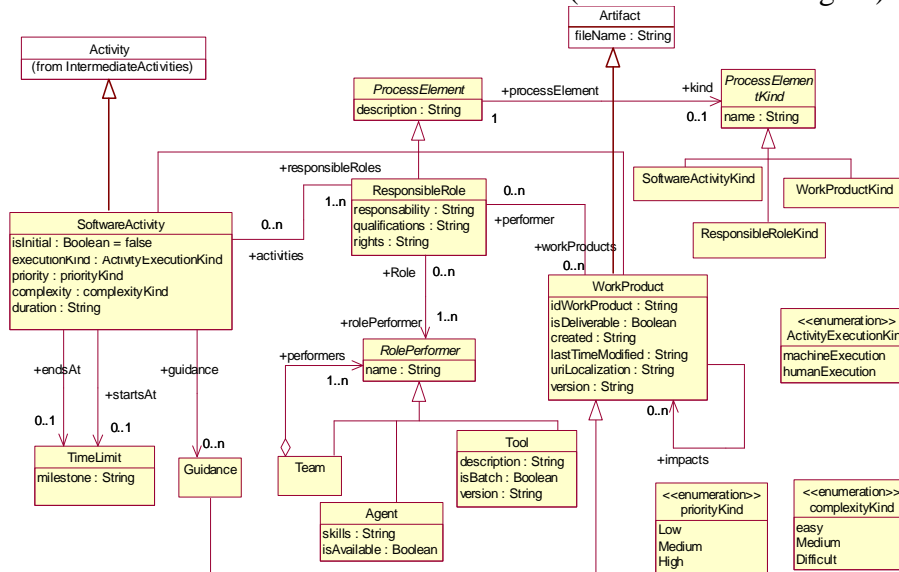 Artifact
fileName : String
Activity
(from IntermediateActivities)
ProcessElement
description : String
+processElement
1
+kind
0..1
ProcessElemen
tKind
name : String
SoftwareActivityKind
WorkProductKind
ResponsibleRoleKind
+responsibleRoles
1..n
ResponsibleRole
responsability : String
qualifications : String
rights : String
0..n
+performer
+workProducts
0..n
SoftwareActivity
isInitial : Boolean = false
executionKind : ActivityExecutionKind
priority : priorityKind
complexity : complexityKind
duration : String
0..n
+activities
+Role
0..n
1..n
+rolePerformer
WorkProduct
idWorkProduct : String
isDeliverable : Boolean
created : String
lastTimeModified : String
uriLocalization : String
version : String
<<enumeration>>
ActivityExecutionKin
machineExecution
humanExecution
+performers
1..n
RolePerformer
name : String
+endsAt
+startsAt
+guidance
0..1
0..1
0..n
0..n
+impacts
TimeLimit
milestone : String
Guidance
Team
Tool
description : String
isBatch : Boolean
version : String
Agent
skills : String
isAvailable : Boolean
<<enumeration>>
priorityKind
Low
Medium
High
<<enumeration>>
complexityKind
easy
Medium
Difficult